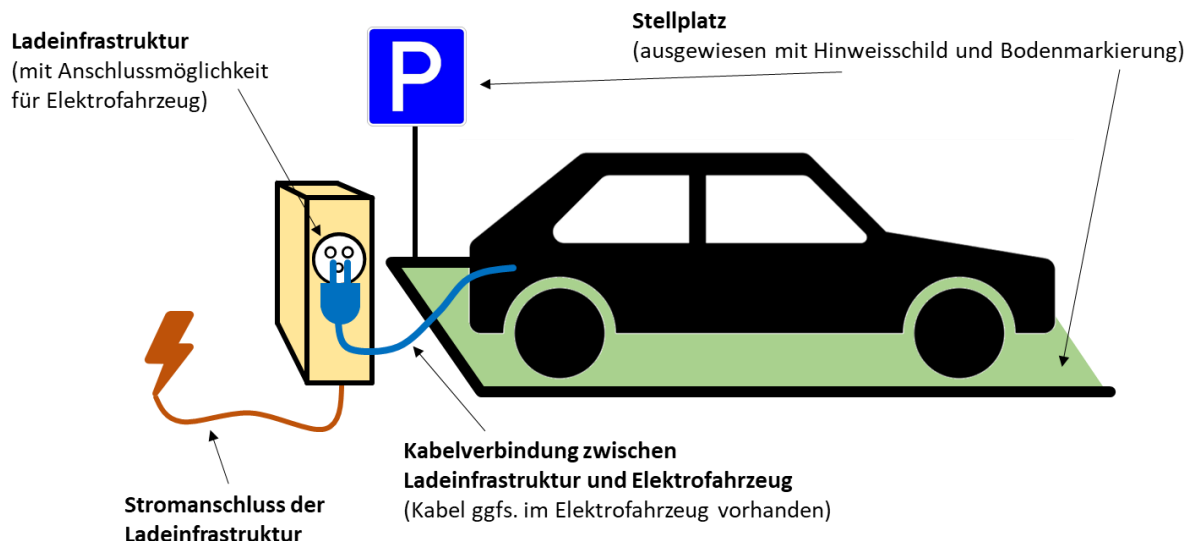 Ladeinfrastruktur
(mit Anschlussmöglichkeit
für Elektrofahrzeug)
P
Stellplatz
(ausgewiesen mit Hinweisschild und Bodenmarkierung)
Kabelverbindung zwischen
Ladeinfrastruktur und Elektrofahrzeug
(Kabel ggfs. im Elektrofahrzeug vorhanden)
Stromanschluss der
Ladeinfrastruktur